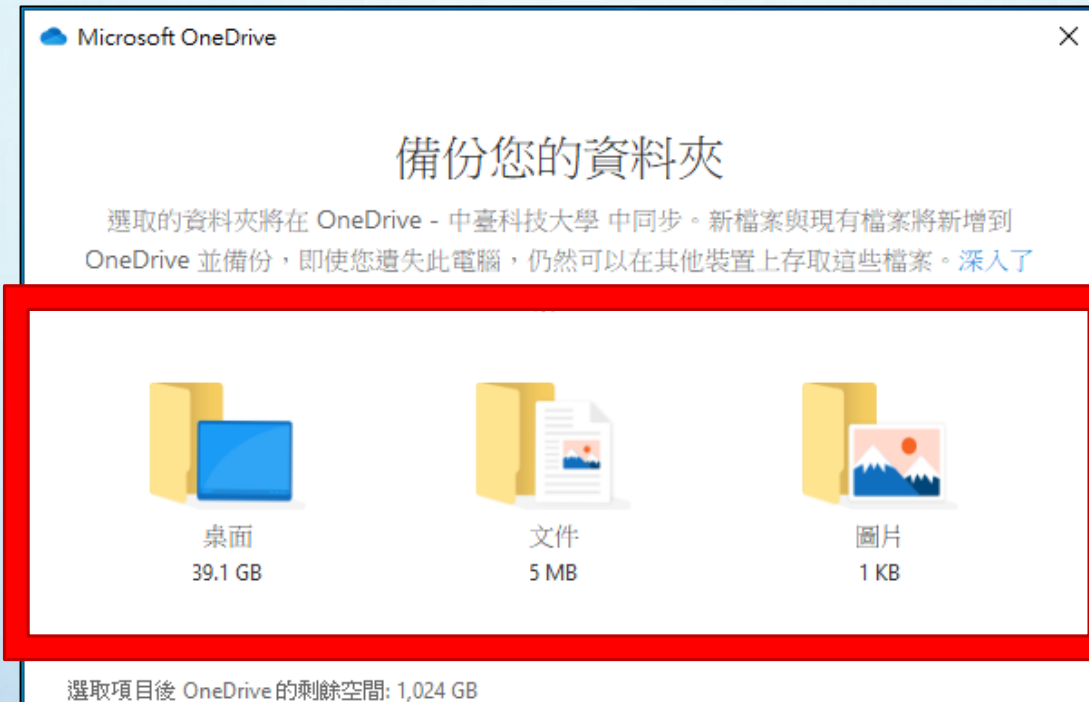 Microsoft OneDrive
備份您的資料夾
選取的資料夾將在 OneDrive - 中臺科技大學 中同步。新檔案與現有檔案將新增到
OneDrive 並備份，即使您遺失此電腦，仍然可以在其他裝置上存取這些檔案。深入了
桌面 文件 圖片
39.1 GB 5 MB 1 KB
選取項目後 OneDrive 的剩餘空間: 1,024 GB